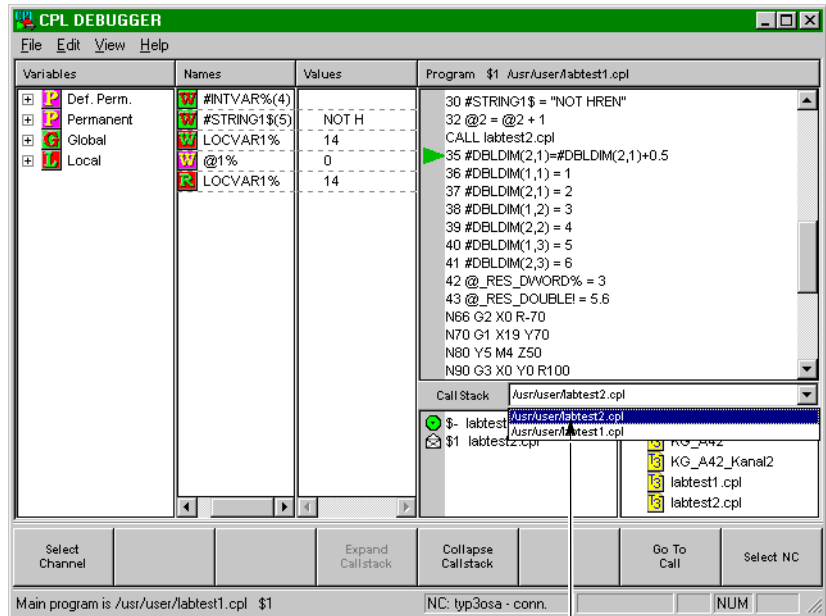 CPL DEBUGGER
File Edit View Help
Variables Names Values Program $1 /usr/user/labtest1.cpl
P Def. Perm.
P Permanent
G Global
L Local
W #INTVAR%(4)
W #STRING1$(5) NOT H
W LOCVAR1% 14
W @1% 0
R LOCVAR1% 14
30 #STRING1$ = "NOT HREN"
32 @2 = @2 + 1
CALL labtest2.cpl
35 #DBLDIM(2,1)=#DBLDIM(2,1)+0.5
36 #DBLDIM(1,1) = 1
37 #DBLDIM(2,1) = 2
38 #DBLDIM(1,2) = 3
39 #DBLDIM(2,2) = 4
40 #DBLDIM(1,3) = 5
41 #DBLDIM(2,3) = 6
42 @_RES_DWORD% = 3
43 @_RES_DOUBLE! = 5.6
N66 G2 X0 R-70
N70 G1 X19 Y70
N80 Y5 M4 Z50
N90 G3 X0 Y0 R100
Call Stack /usr/user/labtest2.cpl
/usr/user/labtest2.cpl
/usr/user/labtest1.cpl
$- labtest
$1 labtest2.cpl
KG_A42
KG_A42_Kanal2
labtest1.cpl
labtest2.cpl
Select Channel
Expand Callstack
Collapse Callstack
Go To Call
Select NC
Main program is /usr/user/labtest1.cpl $1 NC: typ3osa - conn. NUM